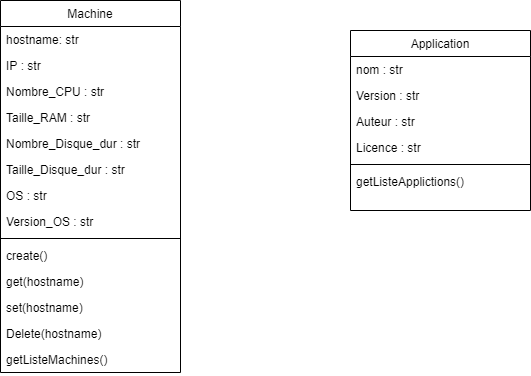 Machine
hostname: str
IP : str
Nombre_CPU : str
Taille_RAM : str
Nombre_Disque_dur : str
Taille_Disque_dur : str
OS : str
Version_OS : str
create()
get(hostname)
set(hostname)
Delete(hostname)
getListeMachines()
Application
nom : str
Version : str
Auteur : str
Licence : str
getListeApplictions()